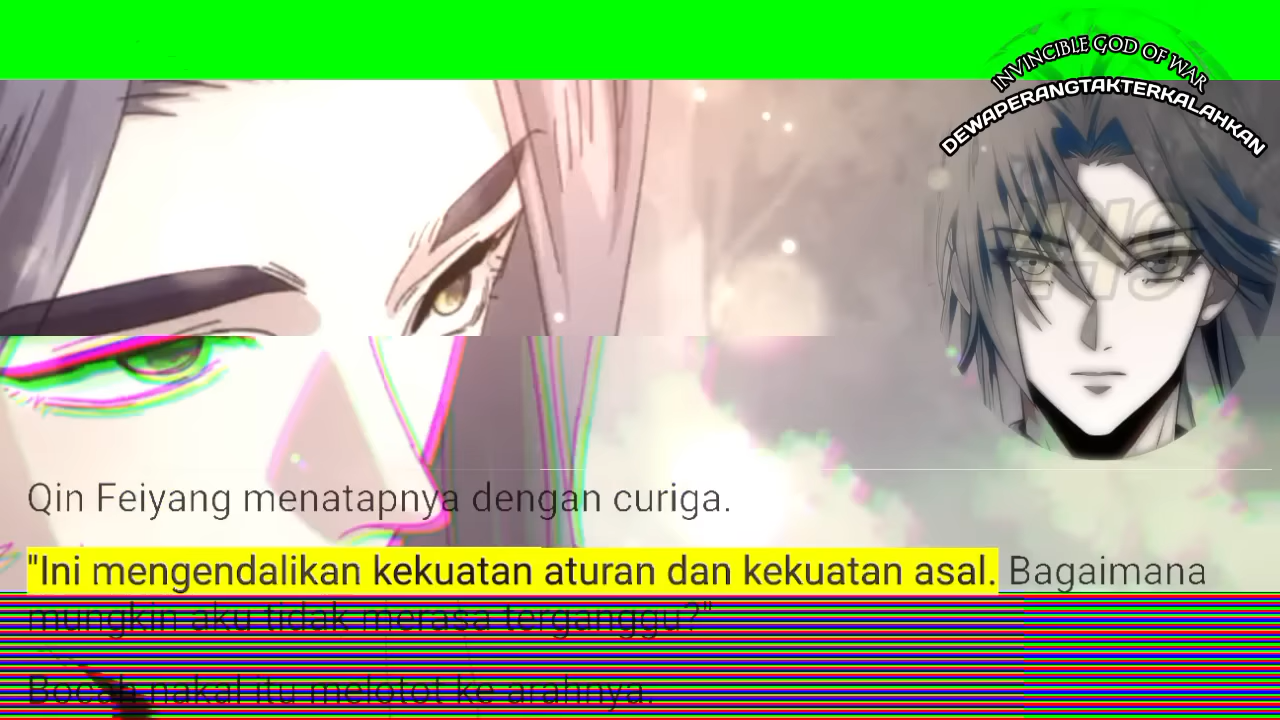 INVINCIBLE GOD OF WAR
DEWAPERANGTAKTERKALAHKAN
Qin Feiyang menatapnya dengan curiga.
"Ini mengendalikan kekuatan aturan dan kekuatan asal. Bagaimana
mungkin aku tidak merasa terganggu?"
Bocah nakal itu melotot ke arahnya.